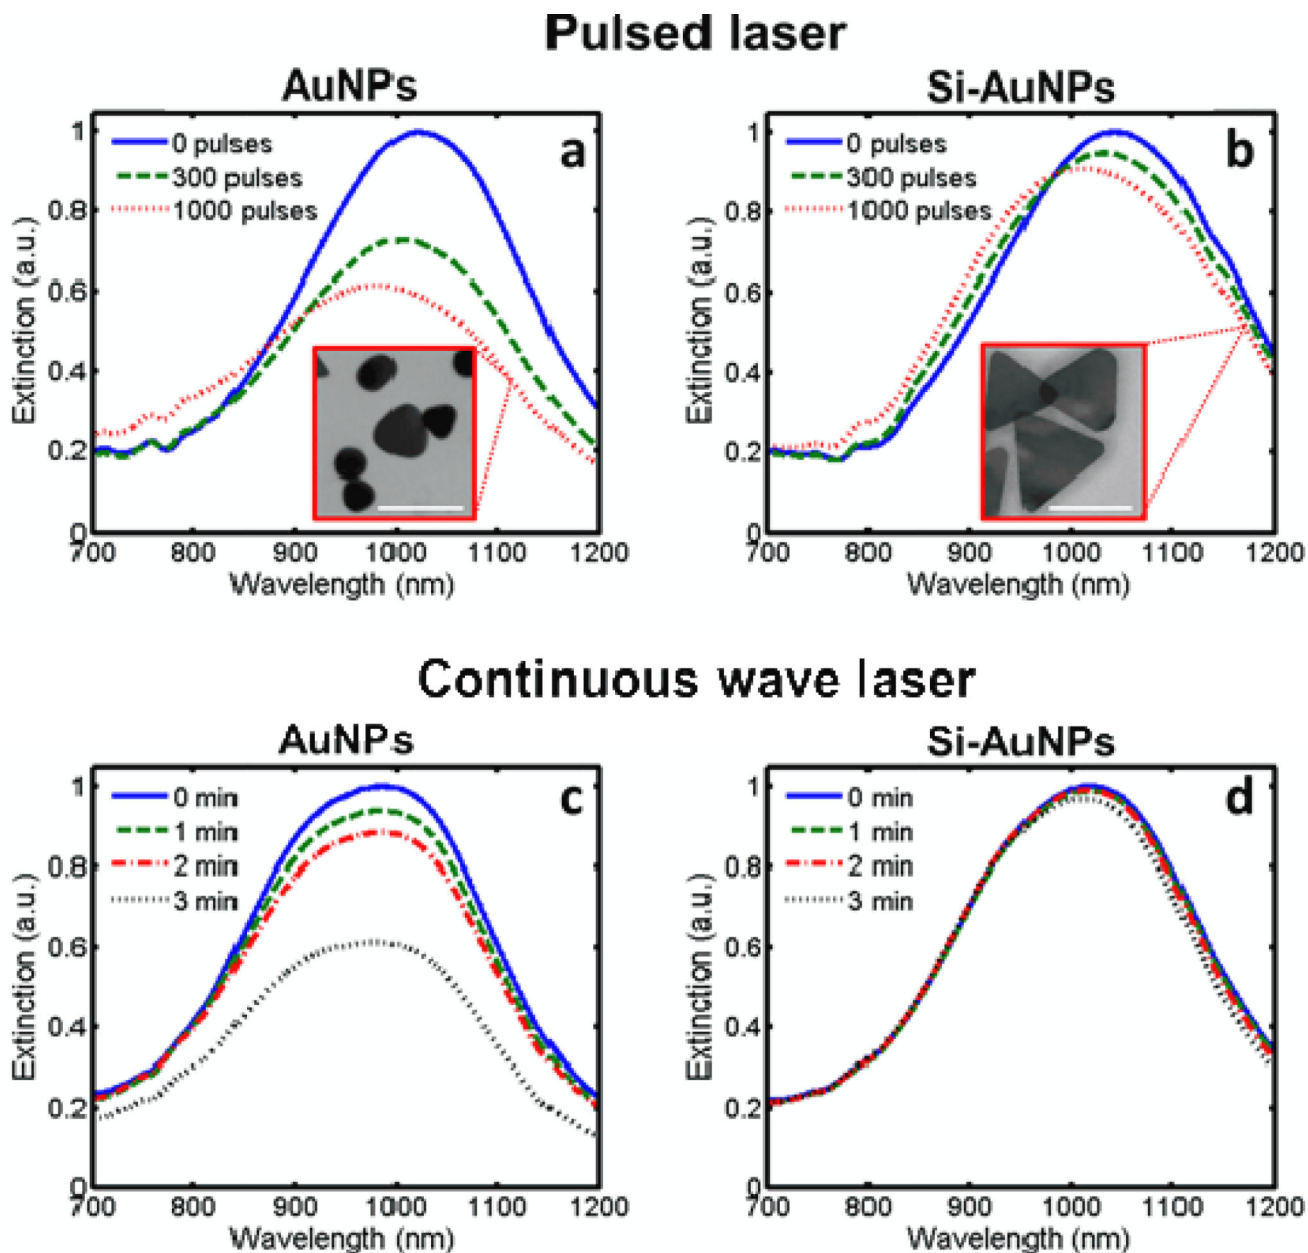 Pulsed laser
AuNPs
Si-AuNPs
a
0 pulses
300 pulses
1000 pulses
1
0.8
0.6
0.4
0.2
0
Extinction (a.u.)
700 800 900 1000 1100 1200
Wavelength (nm)
b
0 pulses
300 pulses
1000 pulses
1
0.8
0.6
0.4
0.2
0
Extinction (a.u.)
700 800 900 1000 1100 1200
Wavelength (nm)
Continuous wave laser
AuNPs
Si-AuNPs
c
0 min
1 min
2 min
3 min
1
0.8
0.6
0.4
0.2
0
Extinction (a.u.)
700 800 900 1000 1100 1200
Wavelength (nm)
d
0 min
1 min
2 min
3 min
1
0.8
0.6
0.4
0.2
0
Extinction (a.u.)
700 800 900 1000 1100 1200
Wavelength (nm)